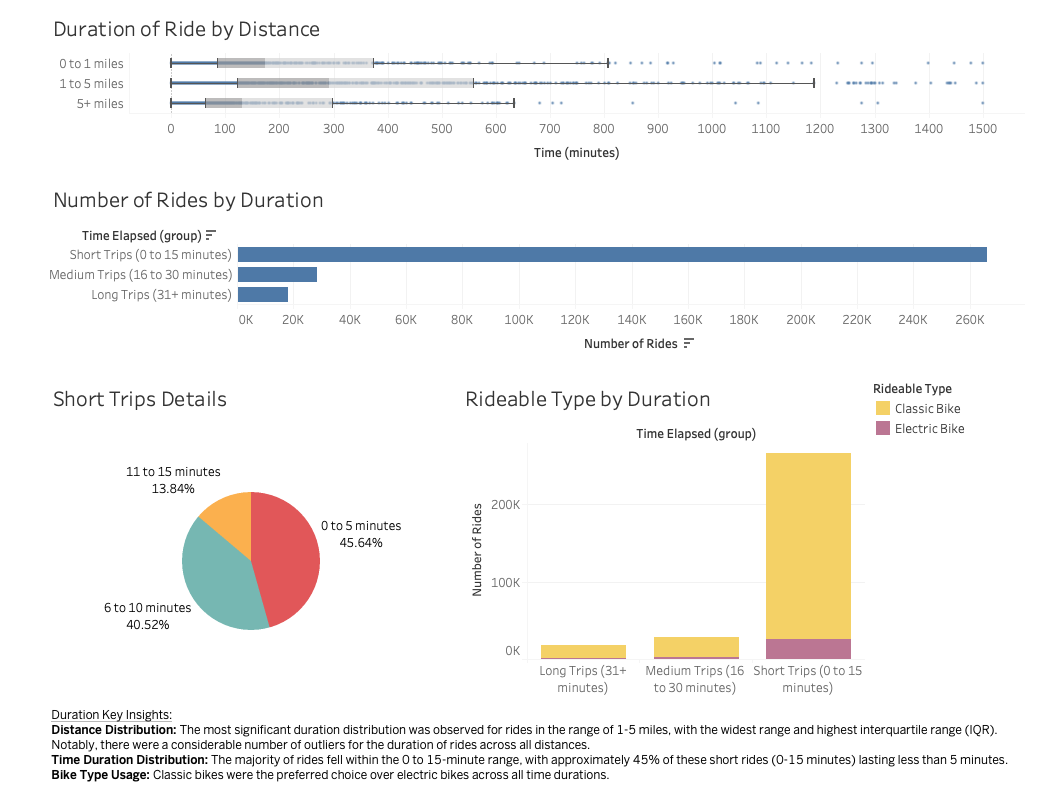 Duration of Ride by Distance
0 to 1 miles
1 to 5 miles
5+ miles
0 100 200 300 400 500 600 700 800 900 1000 1100 1200 1300 1400 1500
Time (minutes)
Number of Rides by Duration
Time Elapsed (group)
Short Trips (0 to 15 minutes)
Medium Trips (16 to 30 minutes)
Long Trips (31+ minutes)
0K 20K 40K 60K 80K 100K 120K 140K 160K 180K 200K 220K 240K 260K
Number of Rides
Short Trips Details
11 to 15 minutes
13.84%
0 to 5 minutes
45.64%
6 to 10 minutes
40.52%
Rideable Type by Duration
Rideable Type
Classic Bike
Electric Bike
Time Elapsed (group)
Number of Rides
200K
100K
0K
Long Trips (31+
minutes)
Medium Trips (16
to 30 minutes)
Short Trips (0 to 15
minutes)
Duration Key Insights:
Distance Distribution: The most significant duration distribution was observed for rides in the range of 1-5 miles, with the widest range and highest interquartile range (IQR).
Notably, there were a considerable number of outliers for the duration of rides across all distances.
Time Duration Distribution: The majority of rides fell within the 0 to 15-minute range, with approximately 45% of these short rides (0-15 minutes) lasting less than 5 minutes.
Bike Type Usage: Classic bikes were the preferred choice over electric bikes across all time durations.